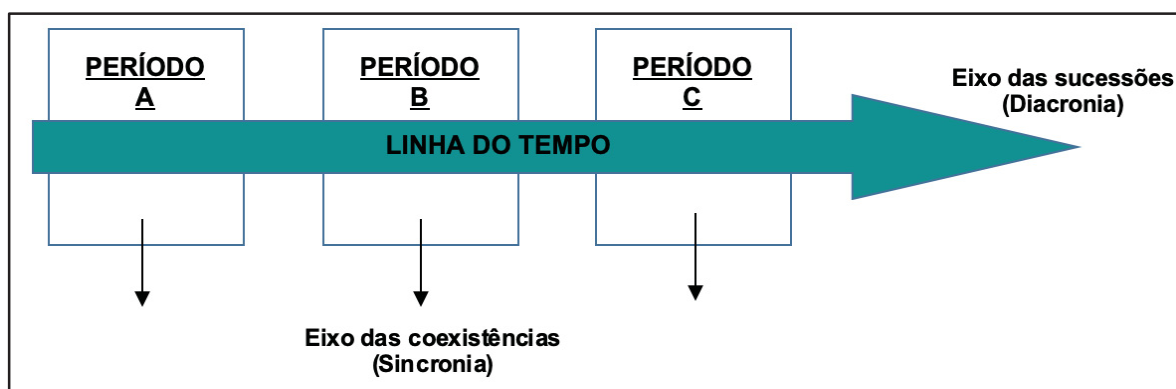 PERÍODO
A
PERÍODO
B
PERÍODO
C
Eixo das sucessões
(Diacronia)
LINHA DO TEMPO
Eixo das coexistências
(Sincronia)